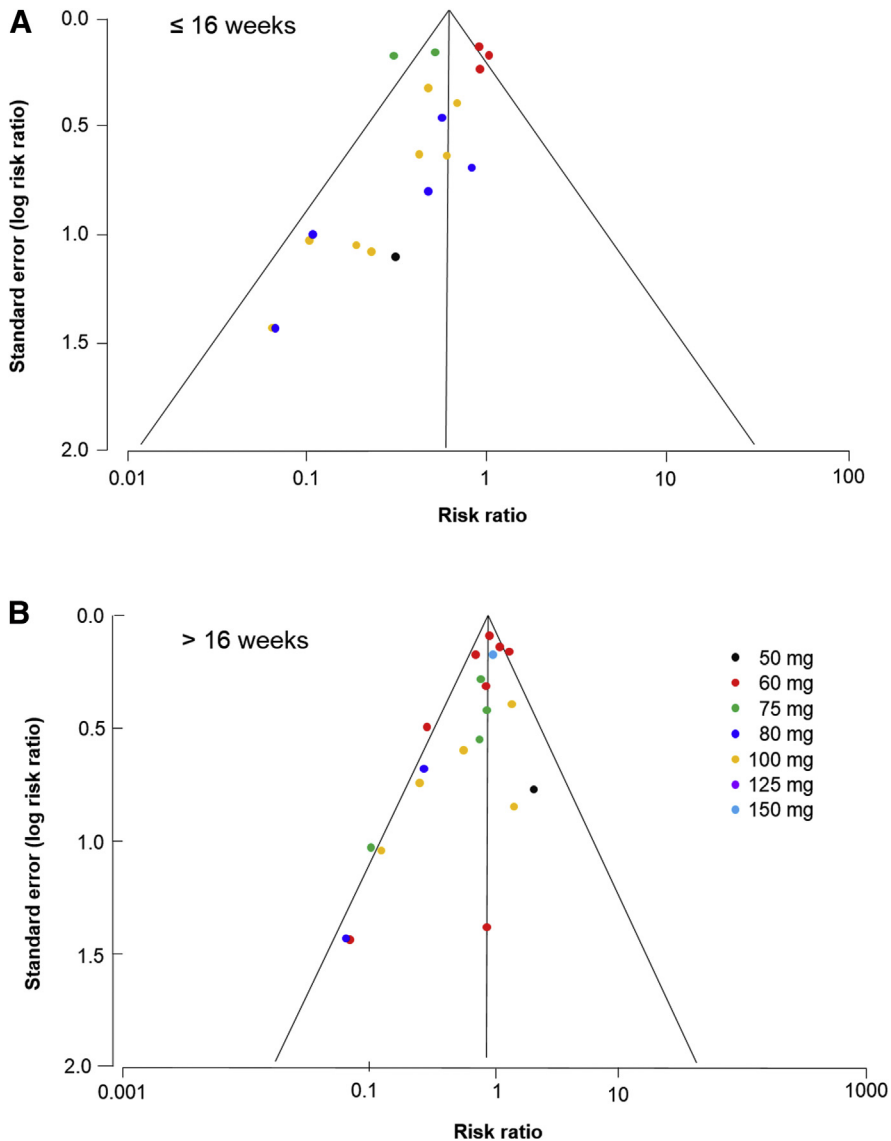 A
≤ 16 weeks
Standard error (log risk ratio)
0.0
0.5
1.0
1.5
2.0
0.01
0.1
1
10
100
Risk ratio
B
> 16 weeks
Standard error (log risk ratio)
0.0
0.5
1.0
1.5
2.0
50 mg
60 mg
75 mg
80 mg
100 mg
125 mg
150 mg
0.001
0.1
1
10
1000
Risk ratio